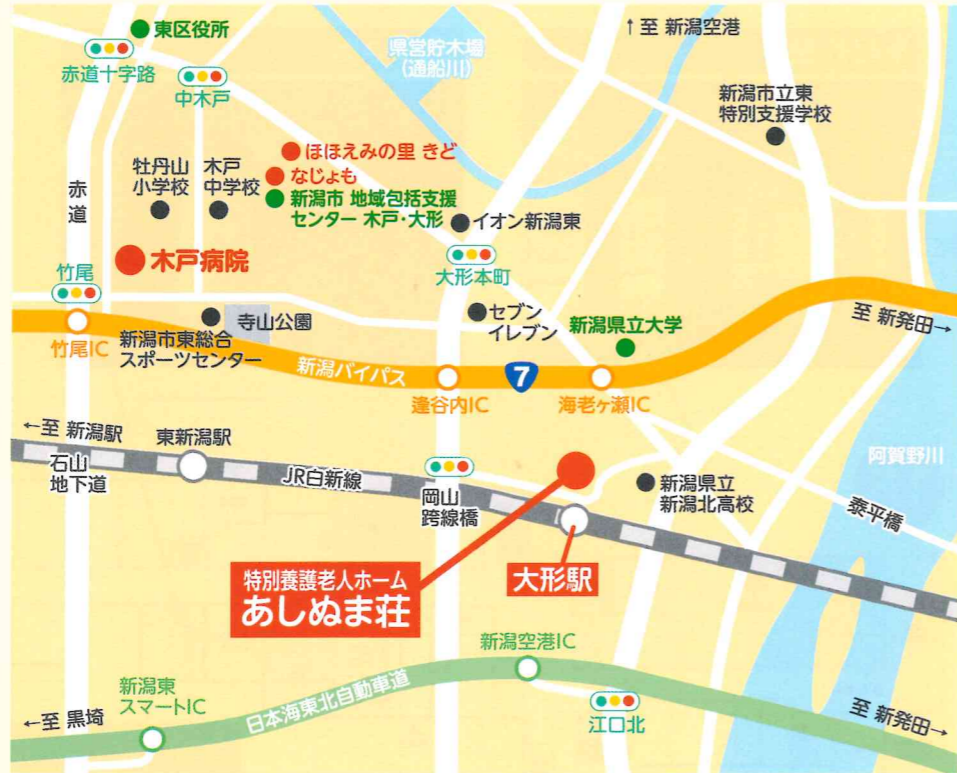 東区役所
赤道十字路
中木戸
県営貯木場
(通船川)
↑至 新潟空港
新潟市立東
特別支援学校
ほほえみの里 きど
なじょも
新潟市 地域包括支援
センター 木戸・大形
牡丹山
小学校
木戸
中学校
赤道
イオン新潟東
大形本町
木戸病院
竹尾
竹尾IC
新潟市東総合
スポーツセンター
寺山公園
セブン
イレブン
新潟県立大学
至 新発田→
新潟バイパス
逢谷内IC
7
海老ヶ瀬IC
←至 新潟駅
東新潟駅
石山
地下道
JR白新線
岡山
跨線橋
新潟県立
新潟北高校
阿賀野川
泰平橋
特別養護老人ホーム
あしぬま荘
大形駅
新潟空港IC
新潟東
スマートIC
日本海東北自動車道
←至 黒埼
江口北
至 新発田→